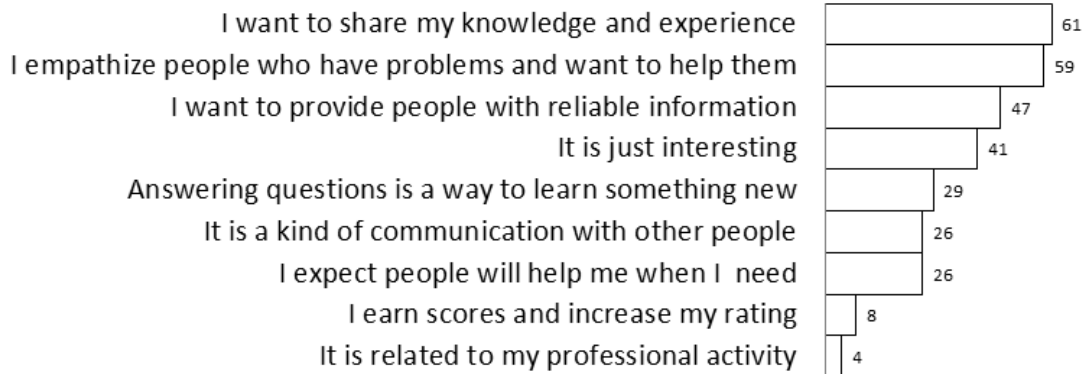 I want to share my knowledge and experience 61
I empathize people who have problems and want to help them 59
I want to provide people with reliable information 47
It is just interesting 41
Answering questions is a way to learn something new 29
It is a kind of communication with other people 26
I expect people will help me when I need 26
I earn scores and increase my rating 8
It is related to my professional activity 4